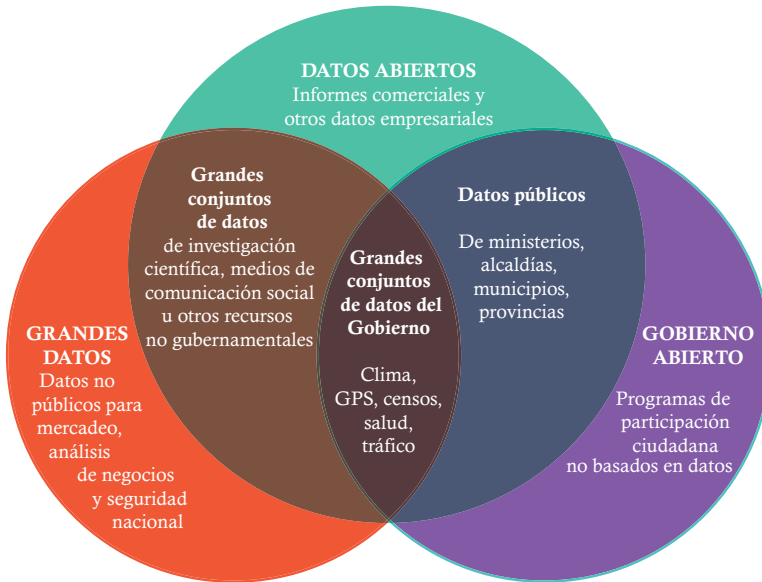 DATOS ABIERTOS
Informes comerciales y
otros datos empresariales
Grandes
conjuntos
de datos
de investigación
científica, medios de
comunicación social
u otros recursos
no gubernamentales
Datos públicos
De ministerios,
alcaldías,
municipios,
provincias
Grandes
conjuntos
de datos del
Gobierno
Clima,
GPS, censos,
salud,
tráfico
GRANDES
DATOS
Datos no
públicos para
mercadeo,
análisis
de negocios
y seguridad
nacional
GOBIERNO
ABIERTO
Programas de
participación
ciudadana
no basados en datos